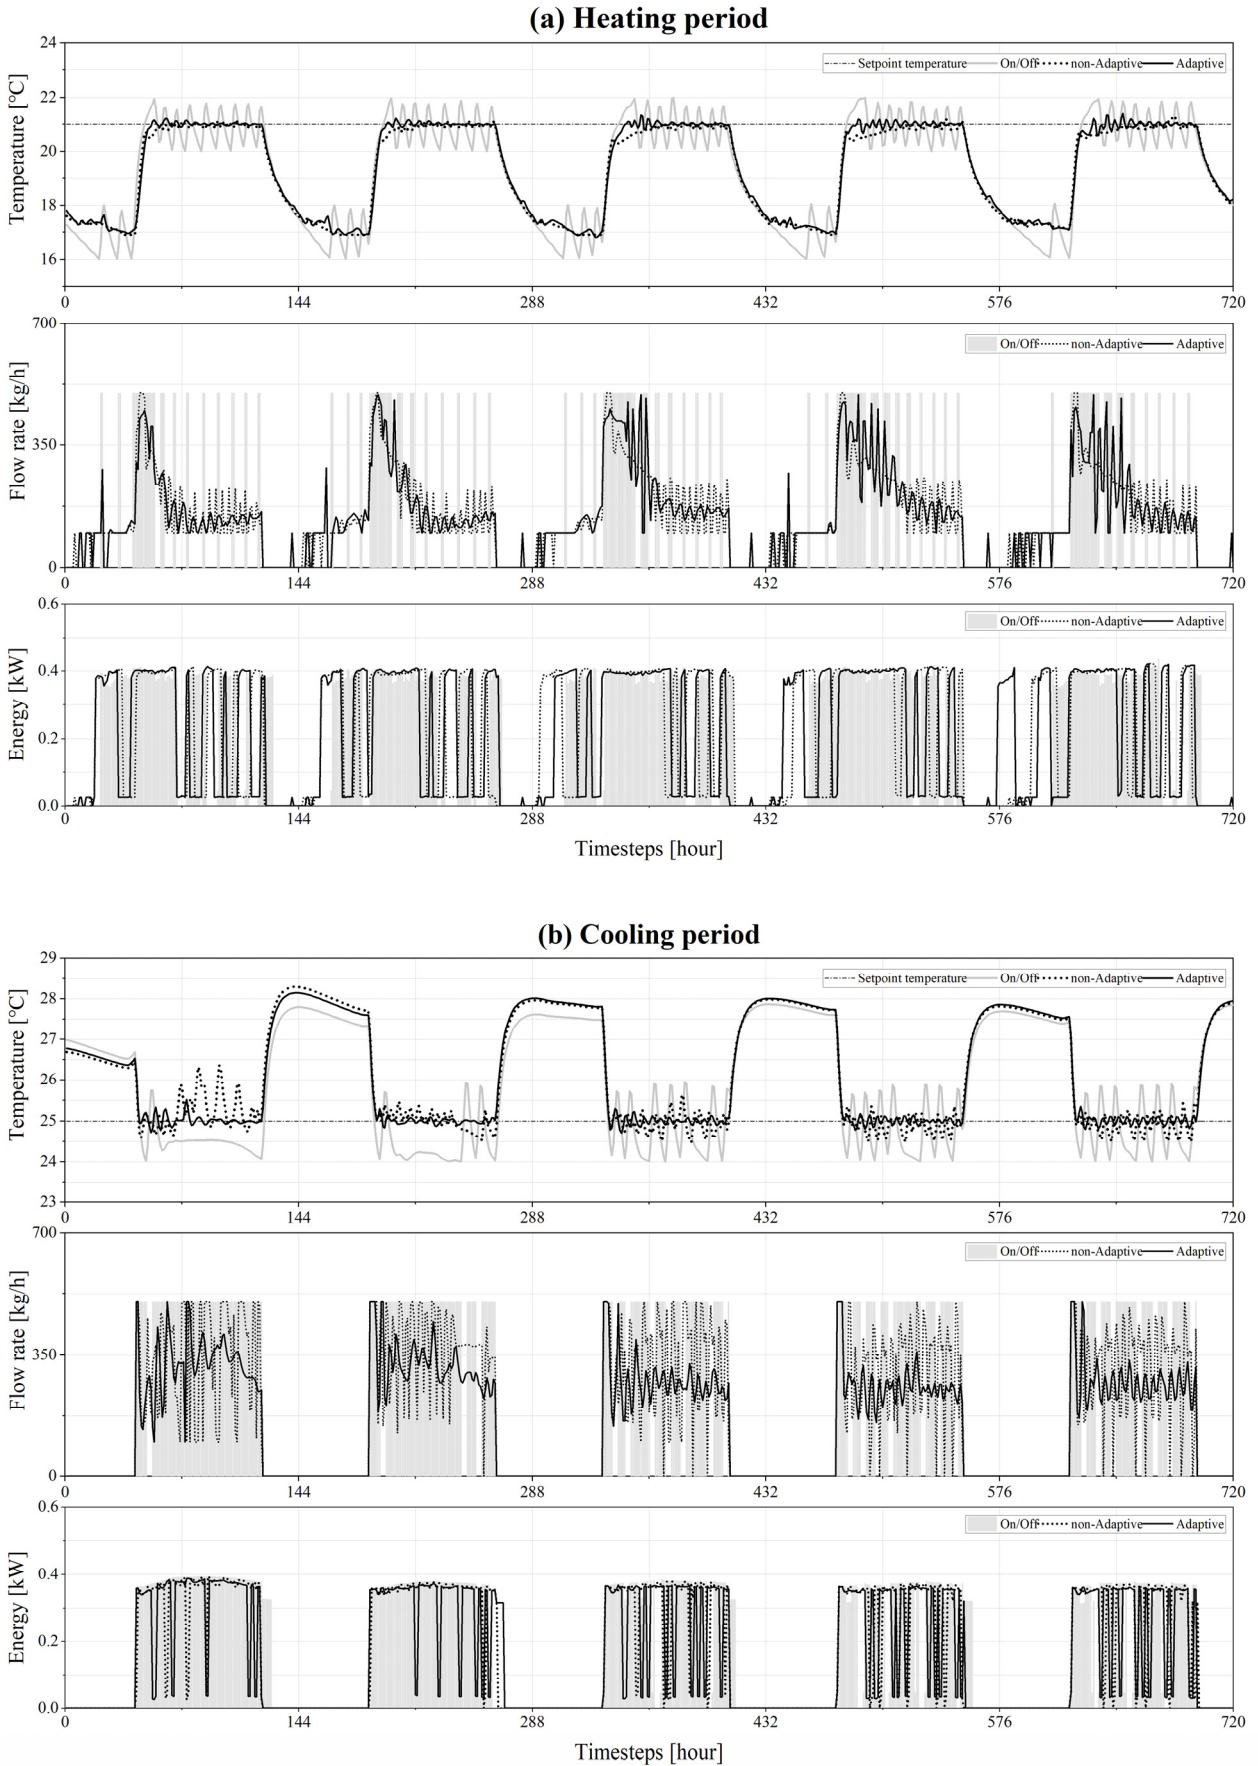 (a) Heating period
Temperature [°C]
24
22
20
18
16
Setpoint temperature On/Off non-Adaptive Adaptive
0 144 288 432 576 720
Flow rate [kg/h]
700
350
0
On/Off non-Adaptive Adaptive
0 144 288 432 576 720
Energy [kW]
0.6
0.4
0.2
0.0
On/Off non-Adaptive Adaptive
0 144 288 432 576 720
Timesteps [hour]
(b) Cooling period
Temperature [°C]
29
28
27
26
25
24
23
Setpoint temperature On/Off non-Adaptive Adaptive
0 144 288 432 576 720
Flow rate [kg/h]
700
350
0
On/Off non-Adaptive Adaptive
0 144 288 432 576 720
Energy [kW]
0.6
0.4
0.2
0.0
On/Off non-Adaptive Adaptive
0 144 288 432 576 720
Timesteps [hour]